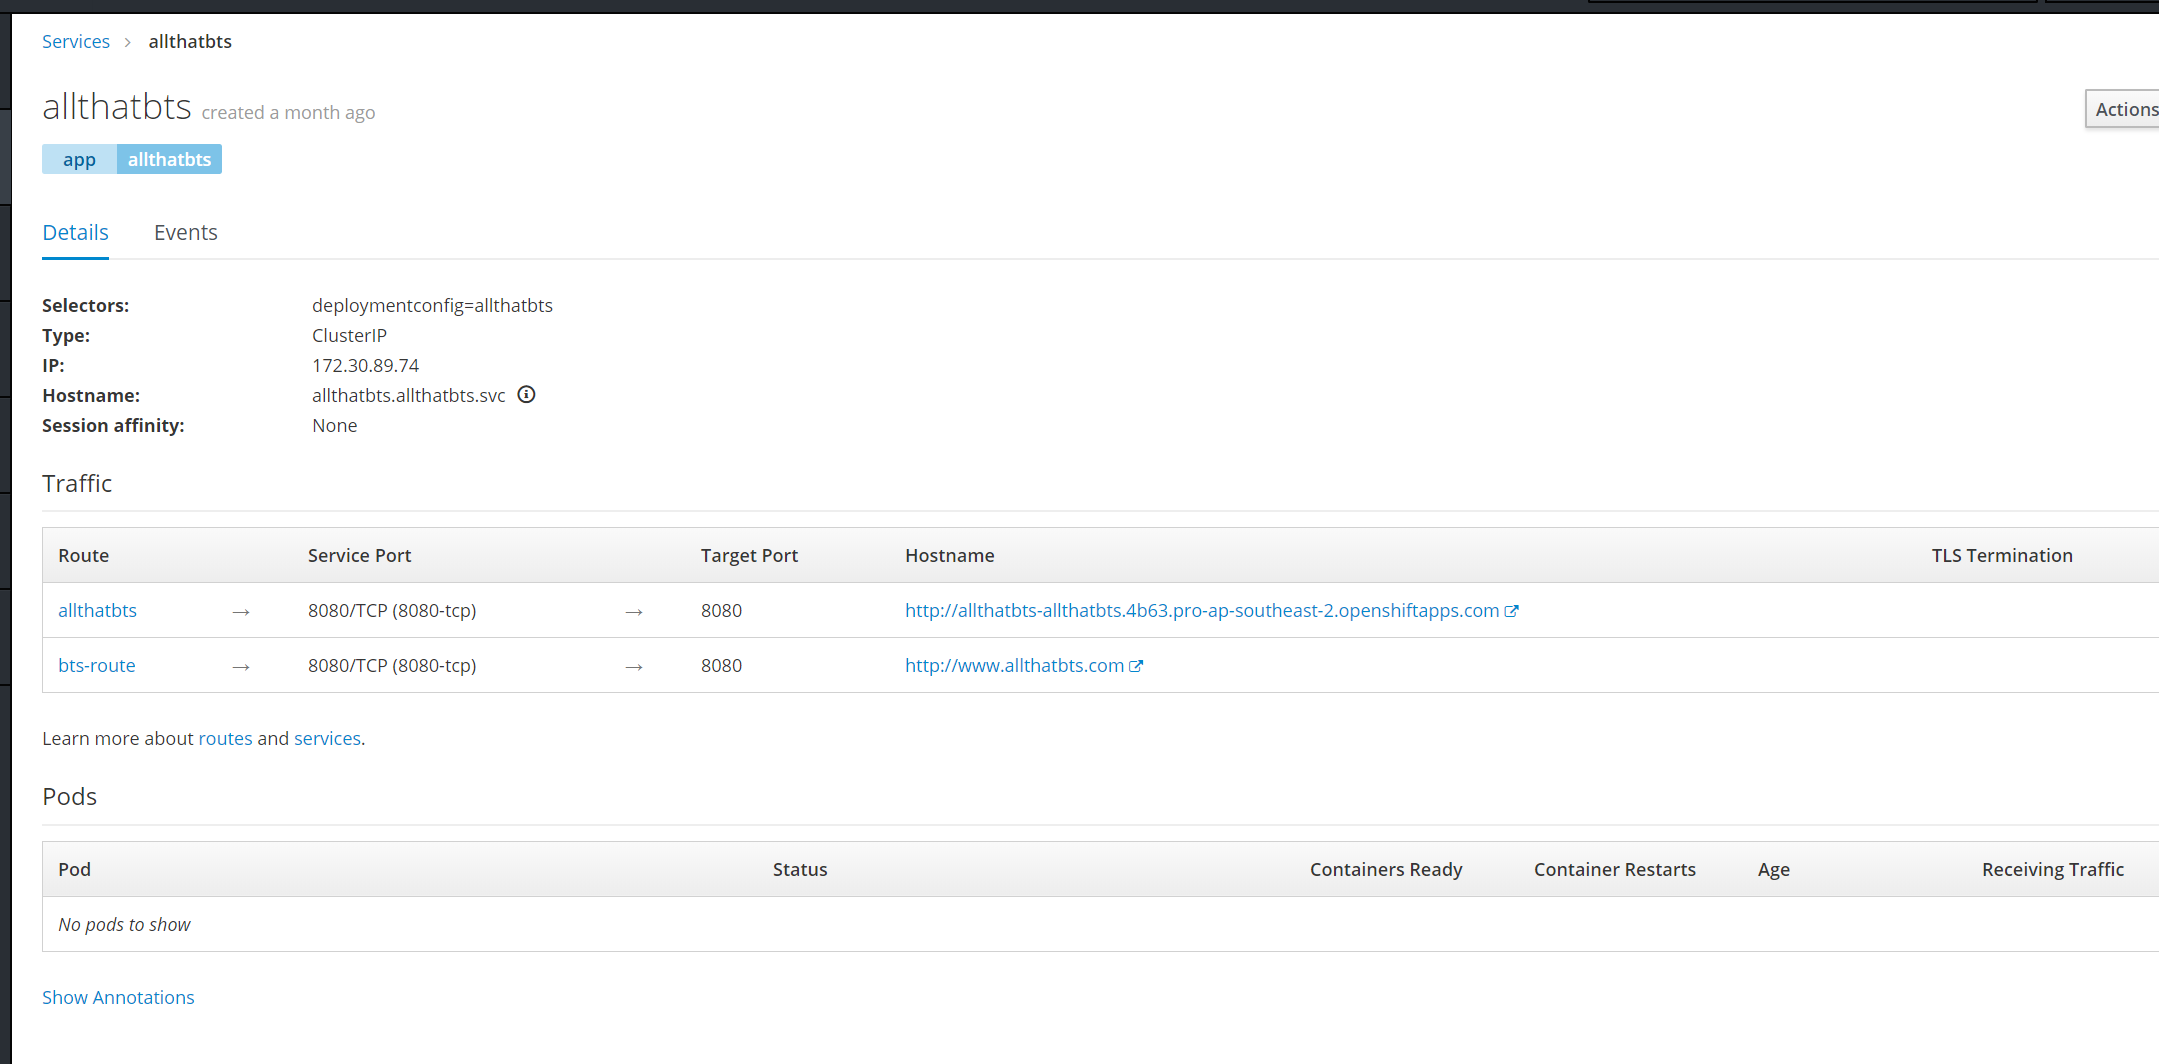 Services > allthatbts
allthatbts created a month ago
Actions
app allthatbts
Details Events
Selectors: deploymentconfig=allthatbts
Type: ClusterIP
IP: 172.30.89.74
Hostname: allthatbts.allthatbts.svc
Session affinity: None
Traffic
Route Service Port Target Port Hostname TLS Termination
allthatbts → 8080/TCP (8080-tcp) → 8080 http://allthatbts-allthatbts.4b63.pro-ap-southeast-2.openshiftapps.com
bts-route → 8080/TCP (8080-tcp) → 8080 http://www.allthatbts.com
Learn more about routes and services.
Pods
Pod Status Containers Ready Container Restarts Age Receiving Traffic
No pods to show
Show Annotations